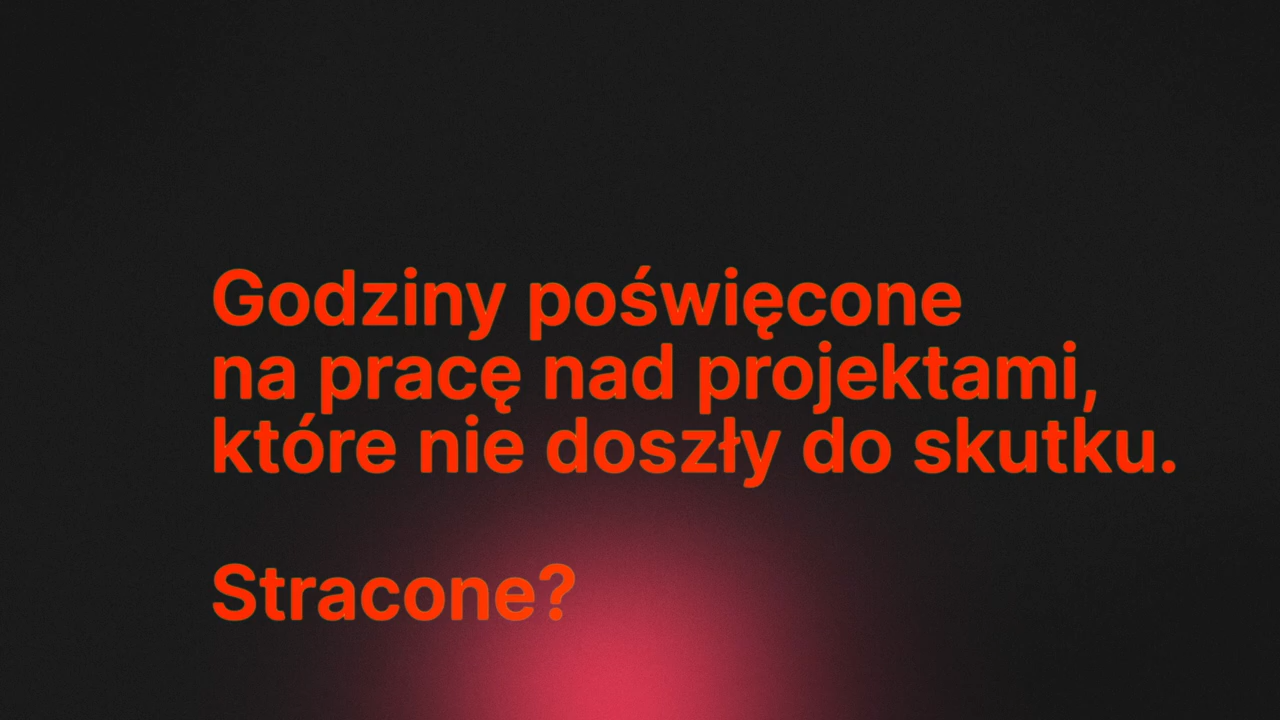 Godziny poświęcone
na pracę nad projektami,
które nie doszły do skutku.
Stracone?